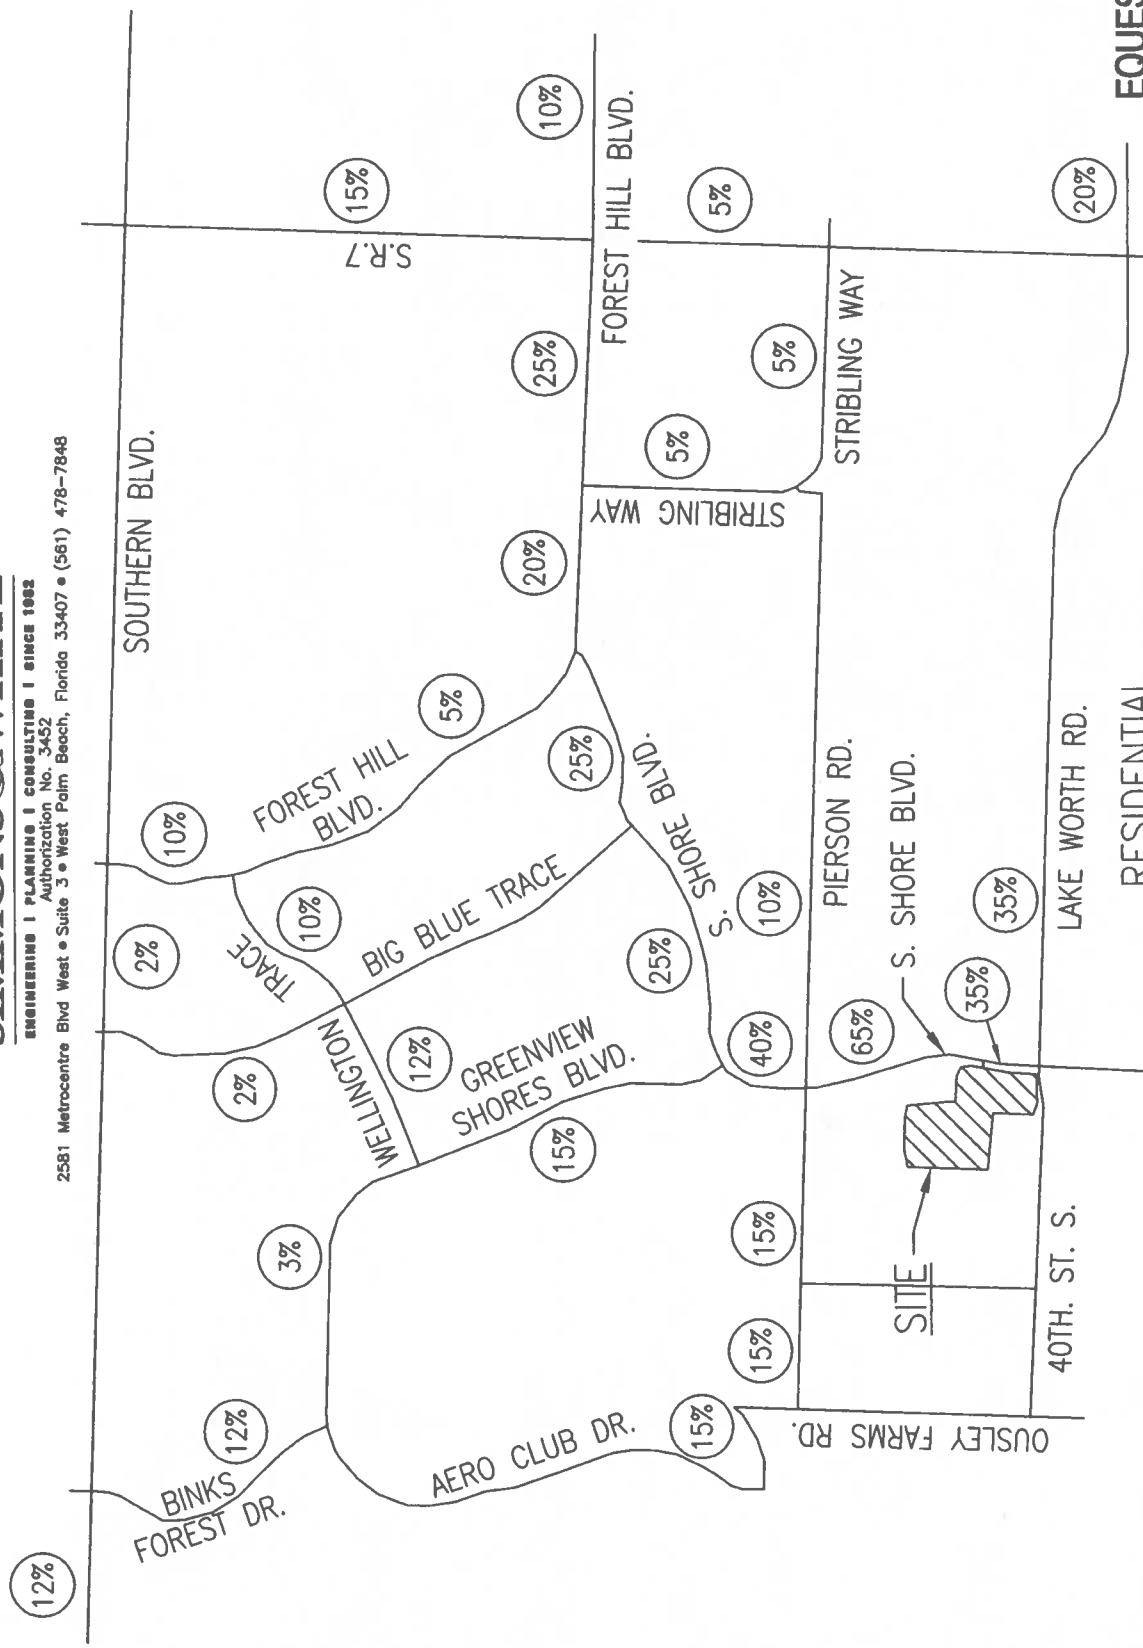 ENGINEERING | PLANNING | CONSULTING | SINCE 1982
Authorization No. 3452
2581 Metrocentre Blvd West • Suite 3 • West Palm Beach, Florida 33407 • (561) 478-7848
12%
SOUTHERN BLVD.
BINKS
FOREST DR.
12%
3%
2%
2%
10%
15%
S.R.7
WELLINGTON
TRACE
10%
FOREST HILL
BLVD.
5%
20%
25%
10%
FOREST HILL BLVD.
AERO CLUB DR.
15%
12%
GREENVIEW
SHORES BLVD.
15%
BIG BLUE TRACE
25%
25%
S. SHORE BLVD.
STRIBLING WAY
5%
5%
5%
STRIBLING WAY
15%
15%
40%
10%
PIERSON RD.
OUSLEY FARMS RD.
SITE
65%
S. SHORE BLVD.
35%
35%
20%
40TH. ST. S.
LAKE WORTH RD.
RESIDENTIAL
EQUES